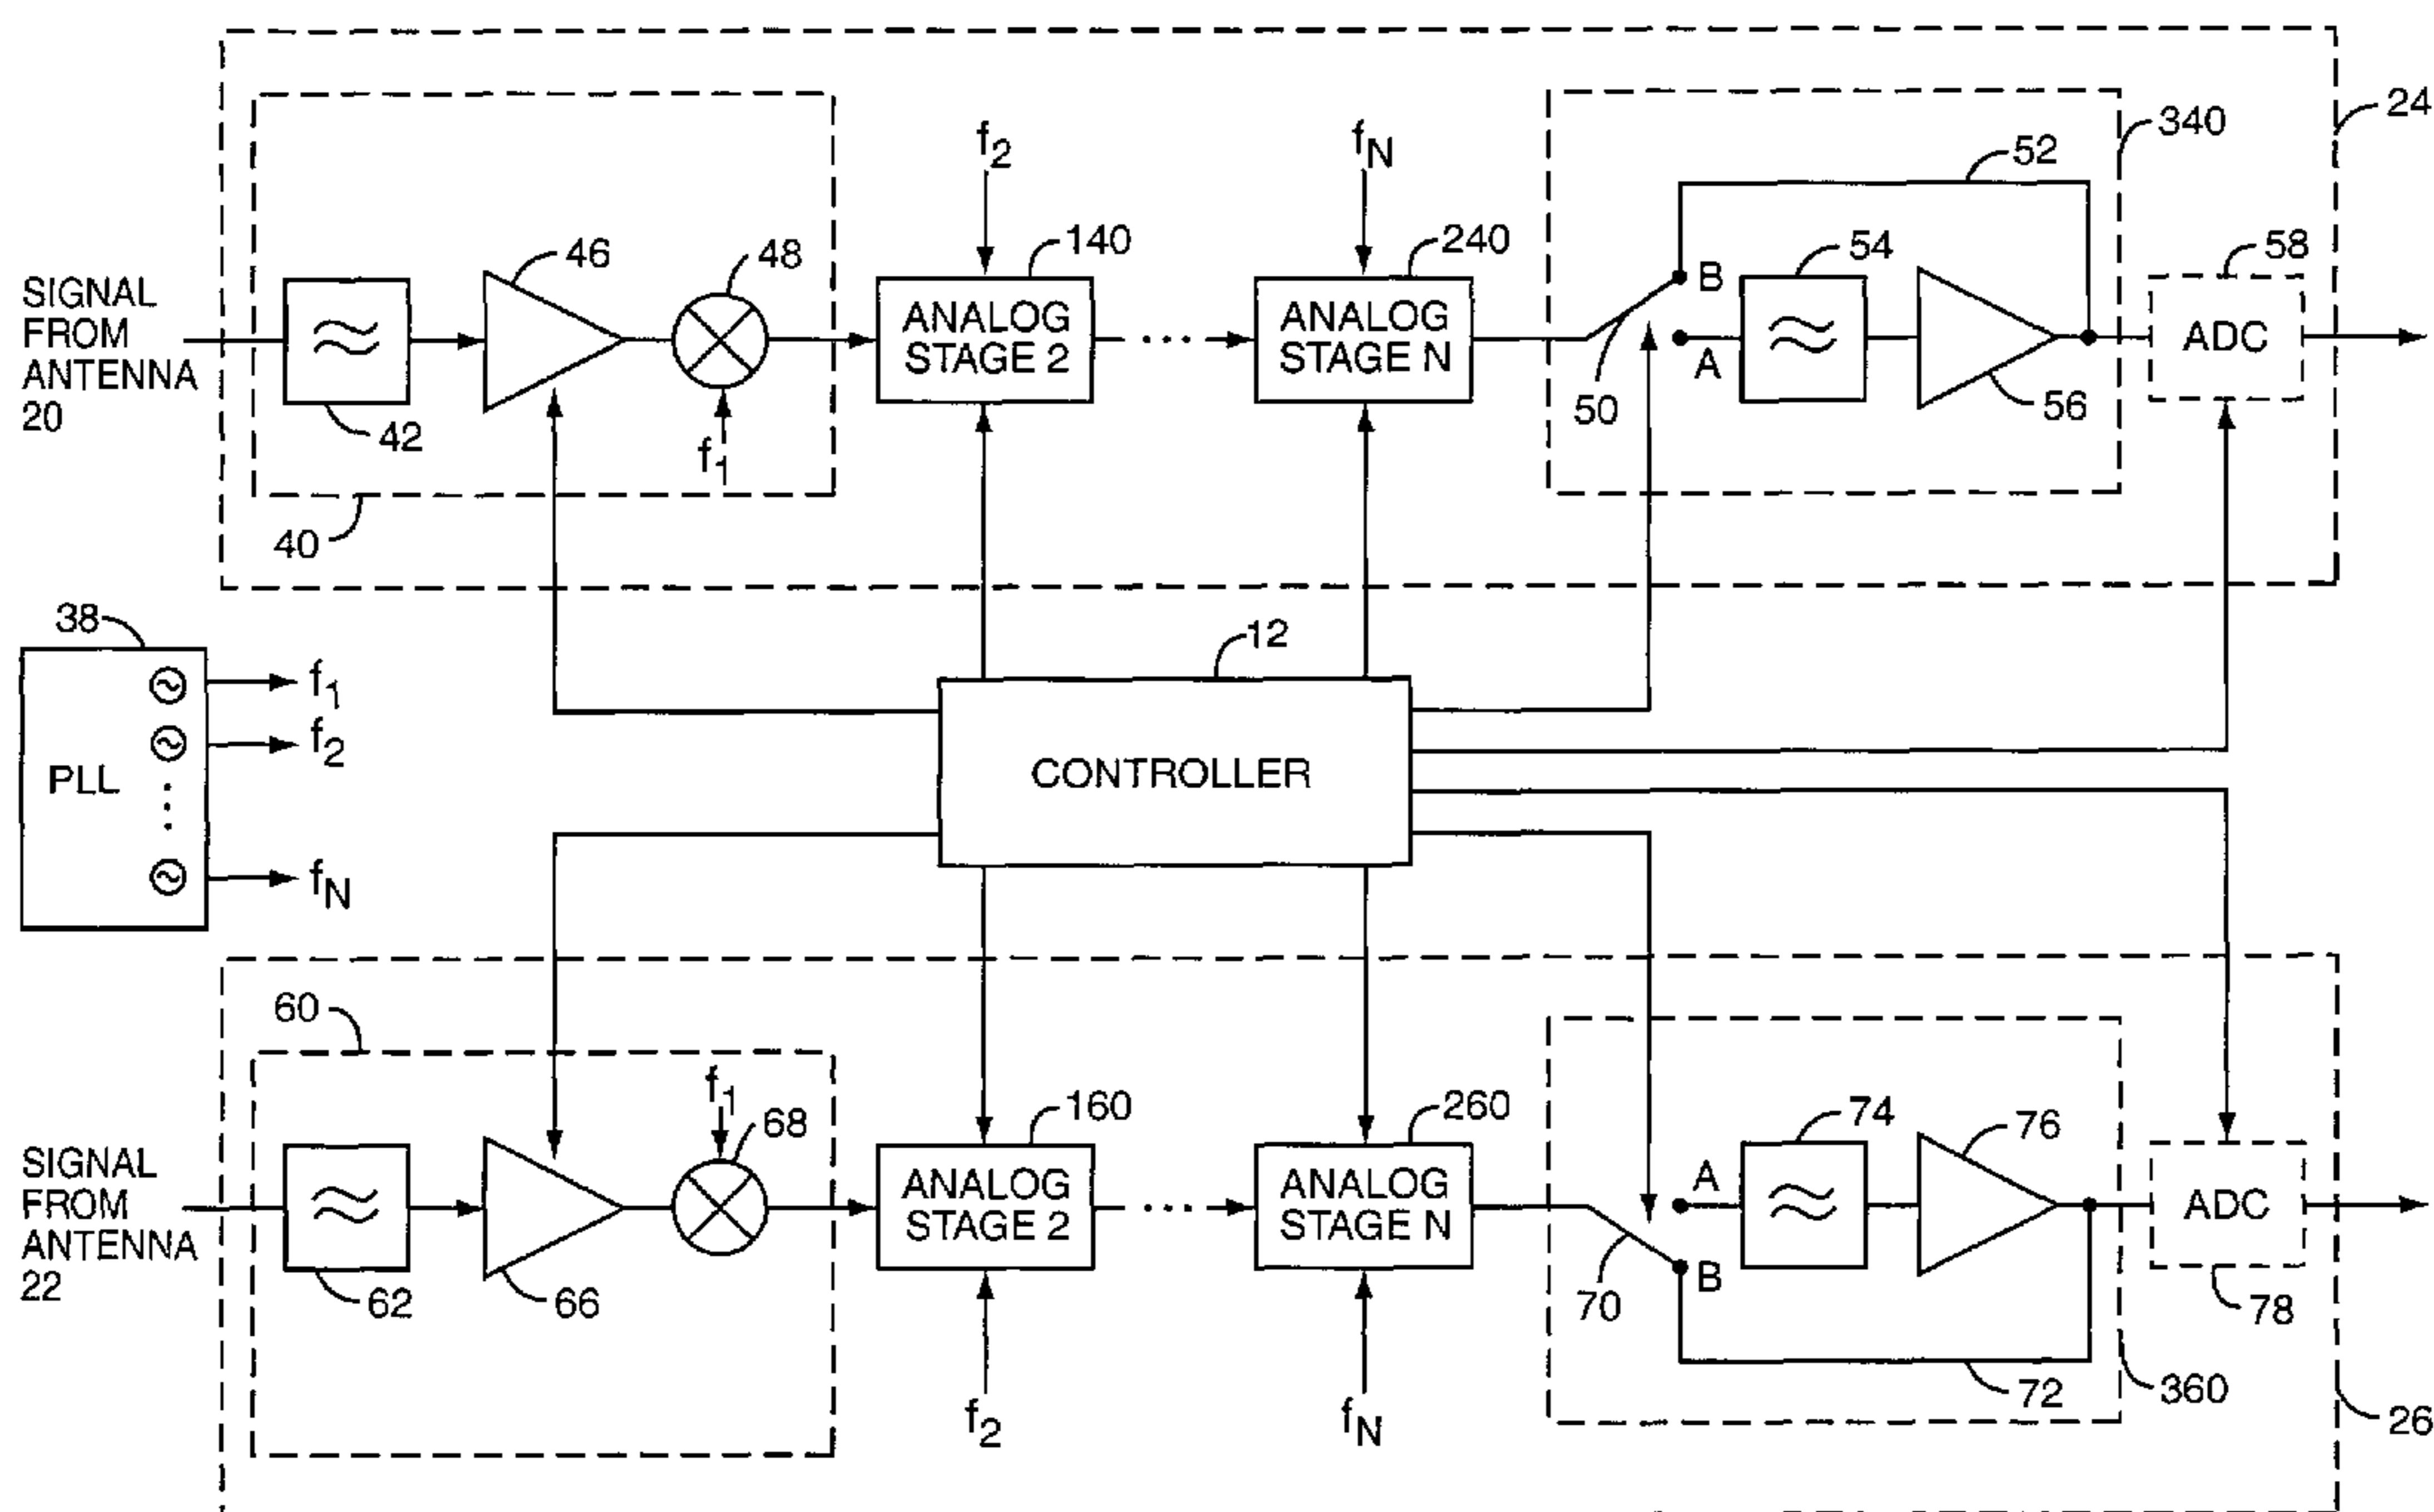 24
340
52
f2
fN
46
48
140
240
54
58
SIGNAL
FROM
ANTENNA
20
ANALOG
STAGE 2
ANALOG
STAGE N
B
A
ADC
50
56
42
f1
40
38
12
f1
f2
PLL
CONTROLLER
fN
60
f1
68
160
260
74
76
SIGNAL
FROM
ANTENNA
22
ANALOG
STAGE 2
ANALOG
STAGE N
A
B
ADC
62
66
70
78
72
360
f2
fN
26